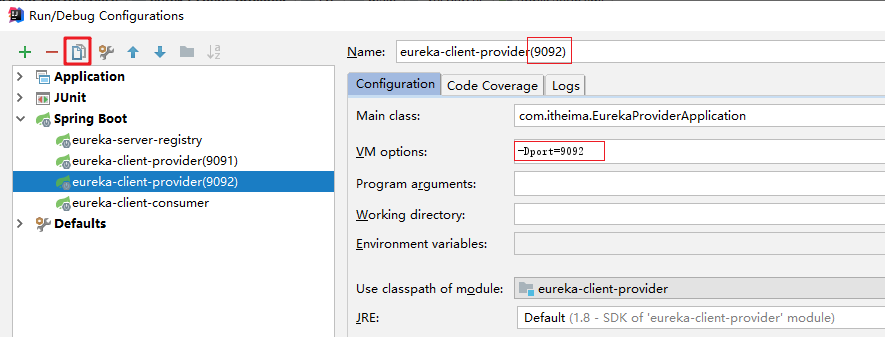 Run/Debug Configurations
Name: eureka-client-provider(9092)
Application
JUnit
Spring Boot
eureka-server-registry
eureka-client-provider(9091)
eureka-client-provider(9092)
eureka-client-consumer
Defaults
Configuration Code Coverage Logs
Main class: com.itheima.EurekaProviderApplication
VM options: -Dport=9092
Program arguments:
Working directory:
Environment variables:
Use classpath of module: eureka-client-provider
JRE: Default (1.8 - SDK of 'eureka-client-provider' module)